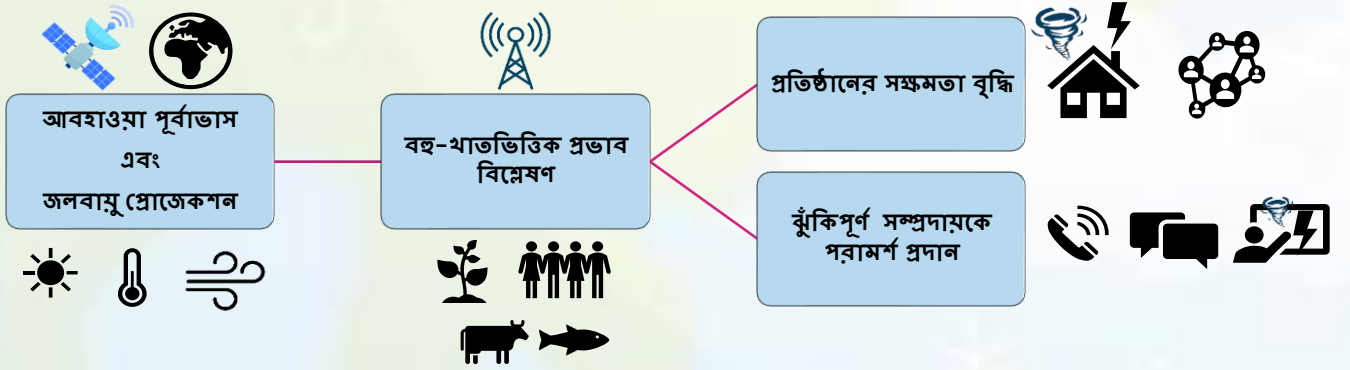 আবহাওয়া পূর্বাভাস
এবং
জলবায়ু প্রোজেকশন
বহু-খাতভিত্তিক প্রভাব
বিশ্লেষণ
প্রতিষ্ঠানের সক্ষমতা বৃদ্ধি
ঝুঁকিপূর্ণ সম্প্রদায়কে
পরামর্শ প্রদান